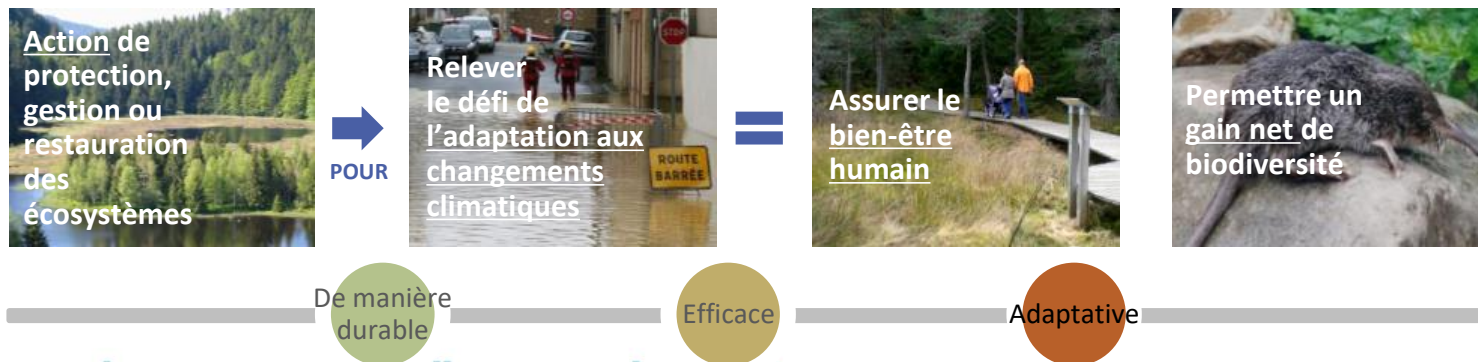 Action de
protection,
gestion ou
restauration
des
écosystèmes
POUR
Relever
le défi de
l'adaptation aux
changements
climatiques
STOP
ROUTE
BARRÉE
Assurer le
bien-être
humain
Permettre un
gain net de
biodiversité
De manière
durable
Efficace
Adaptative